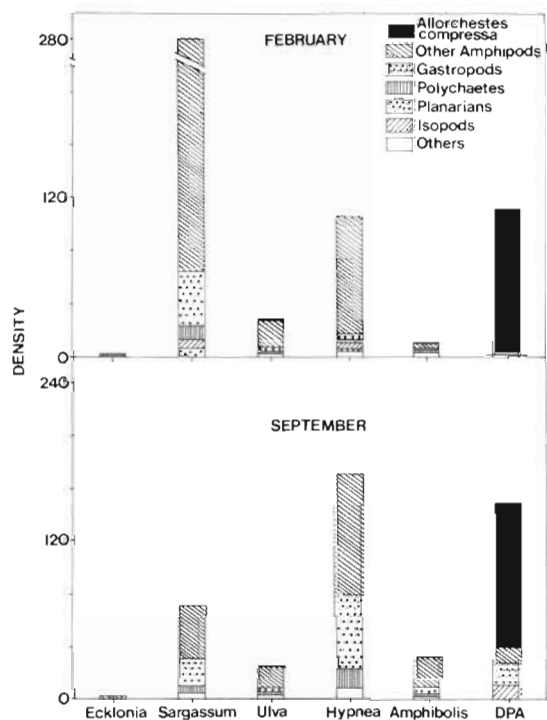 280
FEBRUARY
Allorchestes
compressa
Other Amphipods
Gastropods
Polychaetes
Planarians
Isopods
Others
120
0
DENSITY
240
SEPTEMBER
120
0
Ecklonia Sargassum Ulva Hypnea Amphibolis DPA